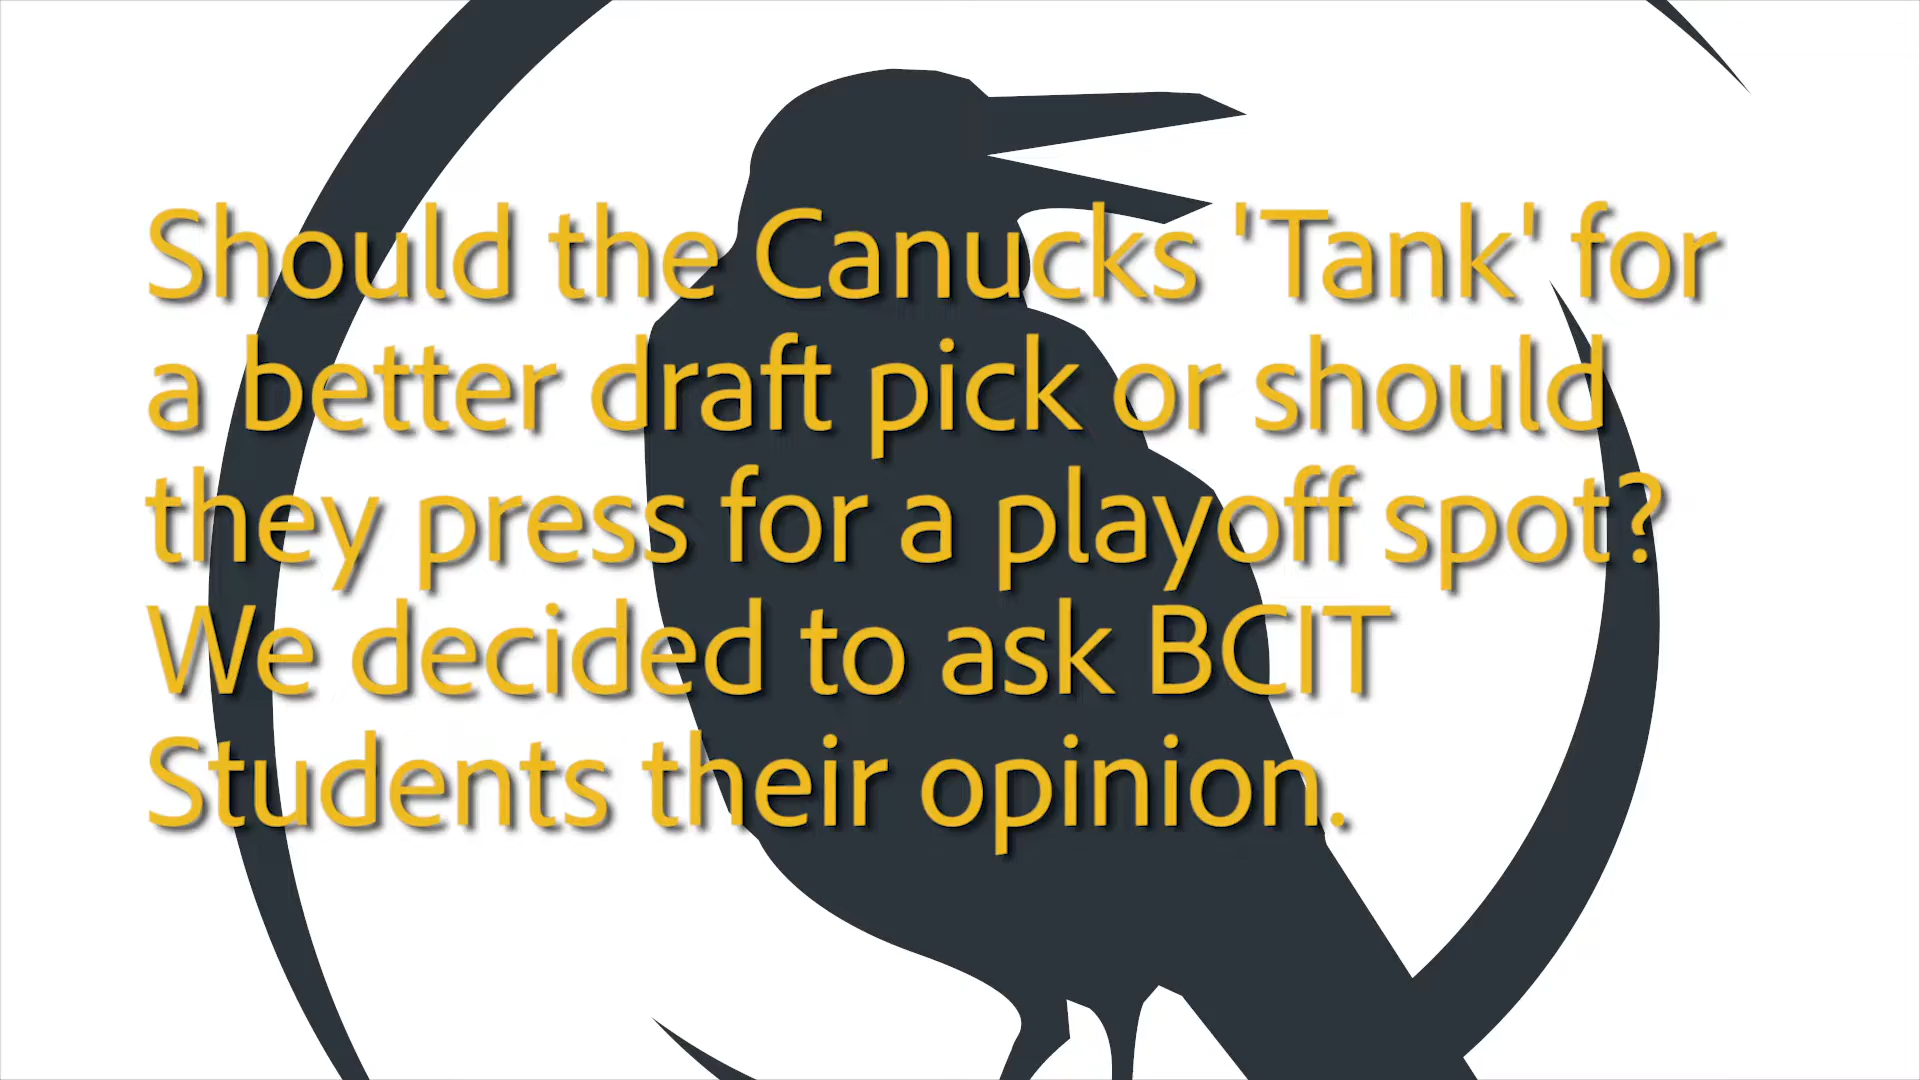 Should the Canucks 'Tank' for
a better draft pick or should
they press for a playoff spot?
We decided to ask BCIT
Students their opinion.